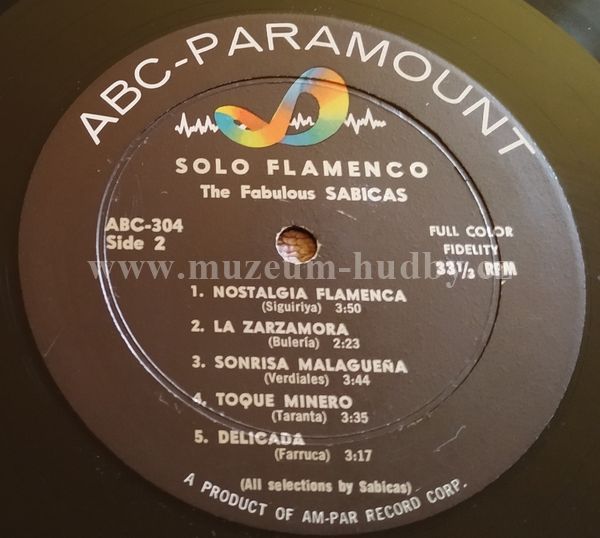 ABC-PARAMOUNT
SOLO FLAMENCO
The Fabulous SABICAS
ABC-304
Side 2
FULL COLOR
FIDELITY
33⅓ RPM
www.muzeum-hudby.
1. NOSTALGIA FLAMENCA
(Siguiriya) 3:50
2. LA ZARZAMORA
(Bulería) 2:23
3. SONRISA MALAGUEÑA
(Verdiales) 3:44
4. TOQUE MINERO
(Taranta) 3:35
5. DELICADA
(Farruca) 3:17
(All selections by Sabicas)
A PRODUCT OF AM-PAR RECORD CORP.